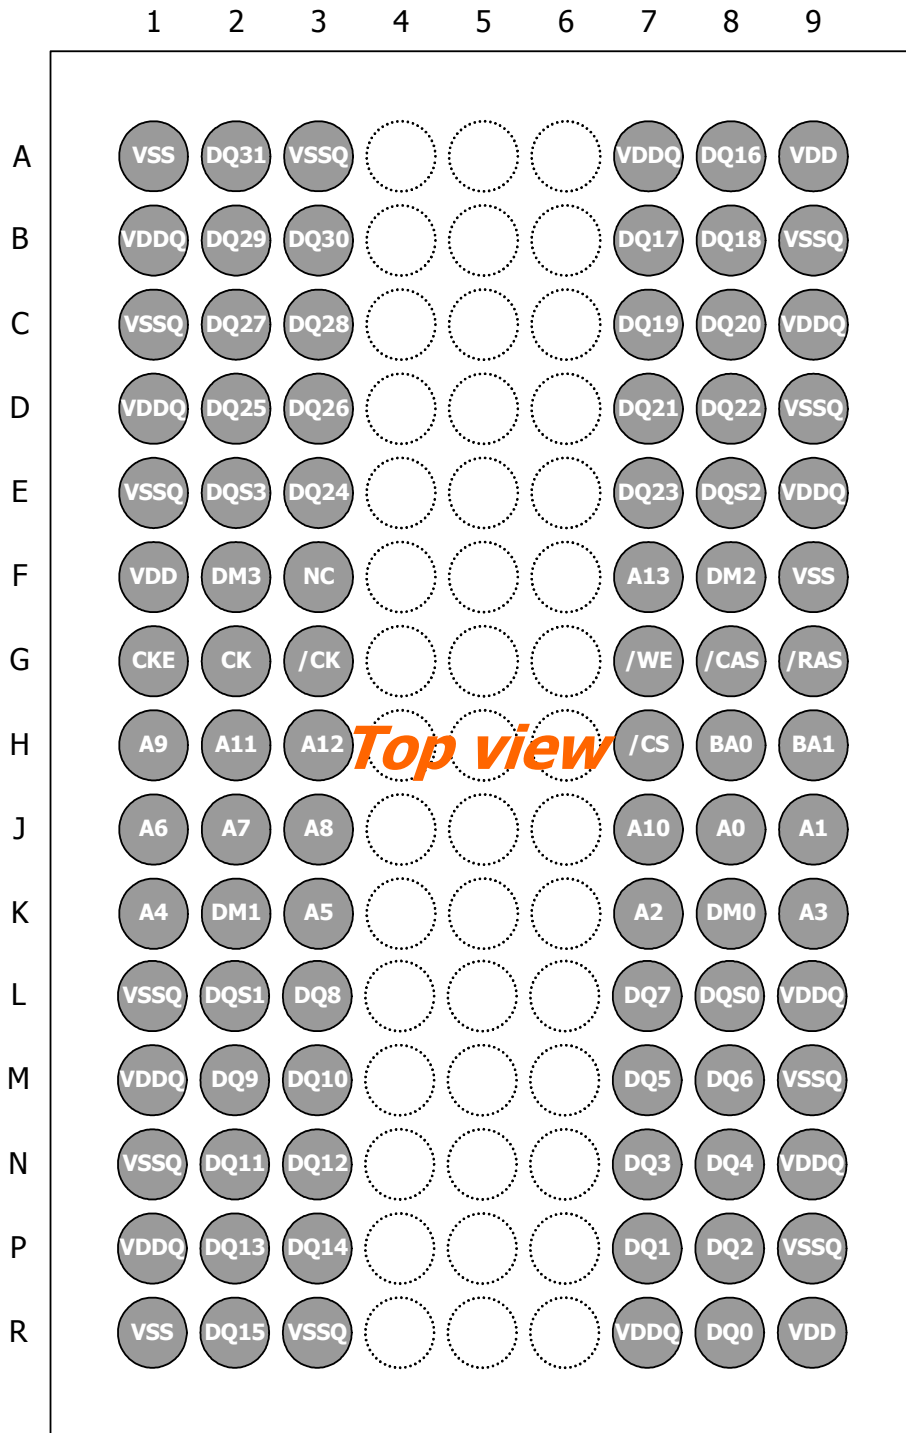 1 2 3 4 5 6 7 8 9
A VSS DQ31 VSSQ VDDQ DQ16 VDD
B VDDQ DQ29 DQ30 DQ17 DQ18 VSSQ
C VSSQ DQ27 DQ28 DQ19 DQ20 VDDQ
D VDDQ DQ25 DQ26 DQ21 DQ22 VSSQ
E VSSQ DQS3 DQ24 DQ23 DQS2 VDDQ
F VDD DM3 NC A13 DM2 VSS
G CKE CK /CK /WE /CAS /RAS
H A9 A11 A12 Top view /CS BA0 BA1
J A6 A7 A8 A10 A0 A1
K A4 DM1 A5 A2 DM0 A3
L VSSQ DQS1 DQ8 DQ7 DQS0 VDDQ
M VDDQ DQ9 DQ10 DQ5 DQ6 VSSQ
N VSSQ DQ11 DQ12 DQ3 DQ4 VDDQ
P VDDQ DQ13 DQ14 DQ1 DQ2 VSSQ
R VSS DQ15 VSSQ VDDQ DQ0 VDD